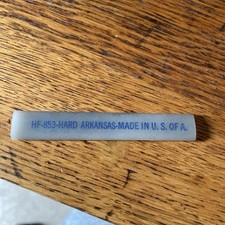 HF-853-HARD ARKANSAS-MADE IN U. S. OF A.